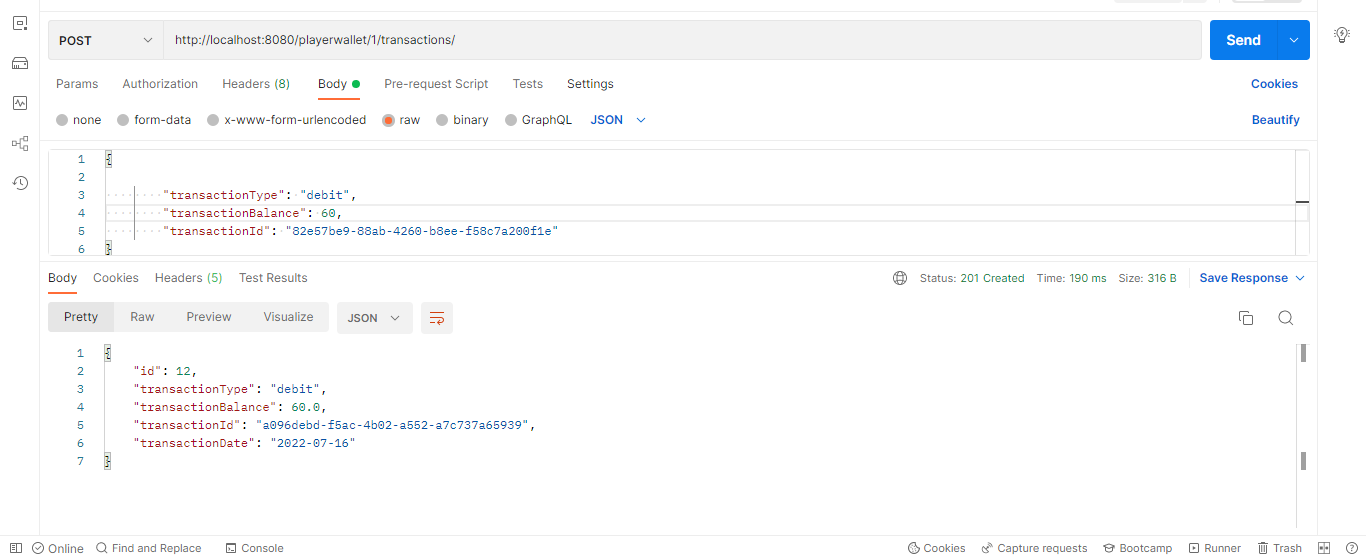 POST http://localhost:8080/playerwallet/1/transactions/ Send
Params Authorization Headers (8) Body Pre-request Script Tests Settings Cookies
none form-data x-www-form-urlencoded raw binary GraphQL JSON Beautify
1 {
2
3 "transactionType": "debit",
4 "transactionBalance": 60,
5 "transactionId": "82e57be9-88ab-4260-b8ee-f58c7a200f1e"
6 }
Body Cookies Headers (5) Test Results Status: 201 Created Time: 190 ms Size: 316 B Save Response
Pretty Raw Preview Visualize JSON
1 {
2 "id": 12,
3 "transactionType": "debit",
4 "transactionBalance": 60.0,
5 "transactionId": "a096debd-f5ac-4b02-a552-a7c737a65939",
6 "transactionDate": "2022-07-16"
7 }
Online Find and Replace Console Cookies Capture requests Bootcamp Runner Trash